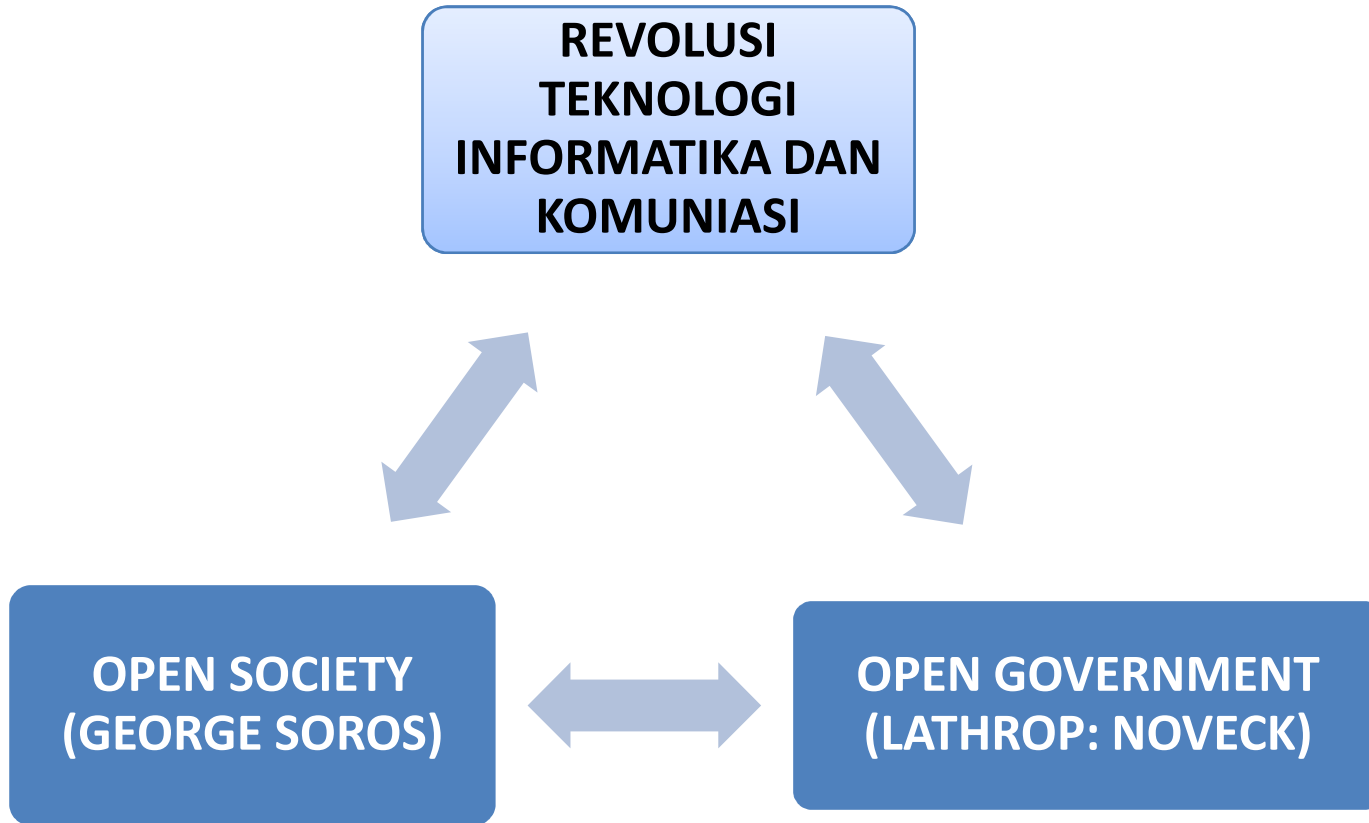 REVOLUSI
TEKNOLOGI
INFORMATIKA DAN
KOMUNIASI
OPEN SOCIETY
(GEORGE SOROS)
OPEN GOVERNMENT
(LATHROP: NOVECK)